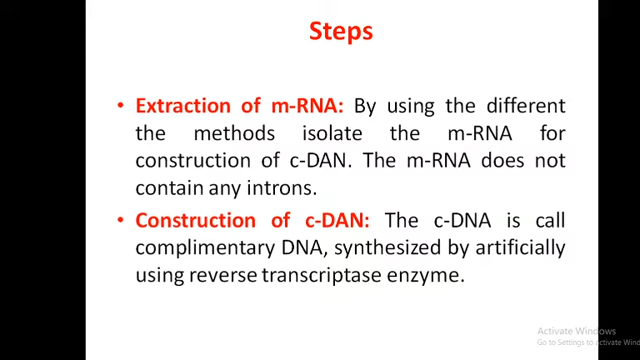 Steps
• Extraction of m-RNA: By using the different
the methods isolate the m-RNA for
construction of c-DAN. The m-RNA does not
contain any introns.
• Construction of c-DAN: The c-DNA is call
complimentary DNA, synthesized by artificially
using reverse transcriptase enzyme.
Activate Windows
Go to Settings to Activate Win